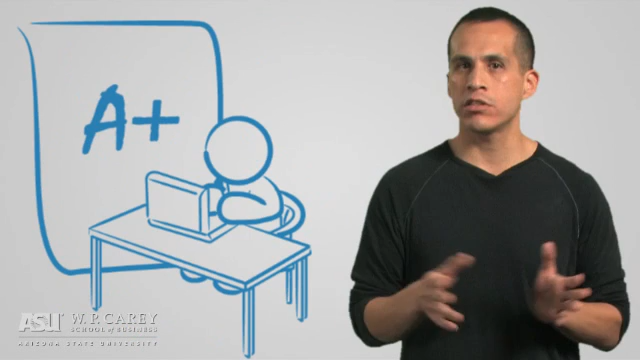 A+
ASU® W. P. CAREY
SCHOOL of BUSINESS
ARIZONA STATE UNIVERSITY